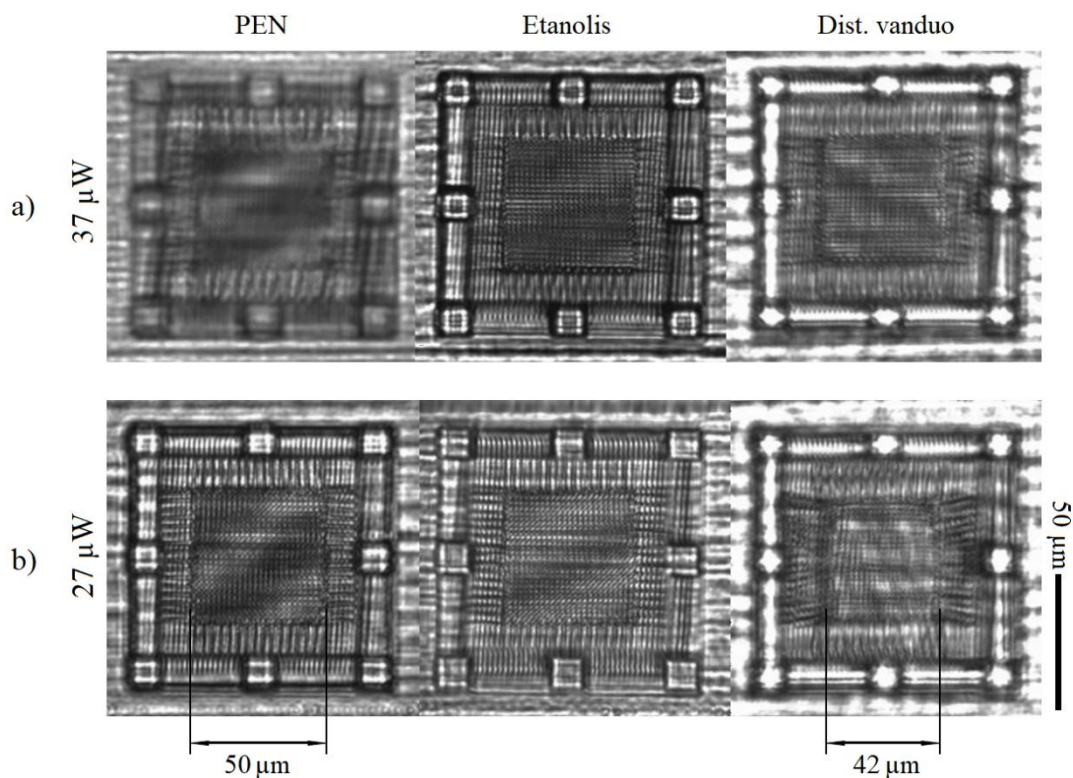 PEN Etanolis Dist. vanduo
a) 37 µW
b) 27 µW
50 µm
50 µm 42 µm